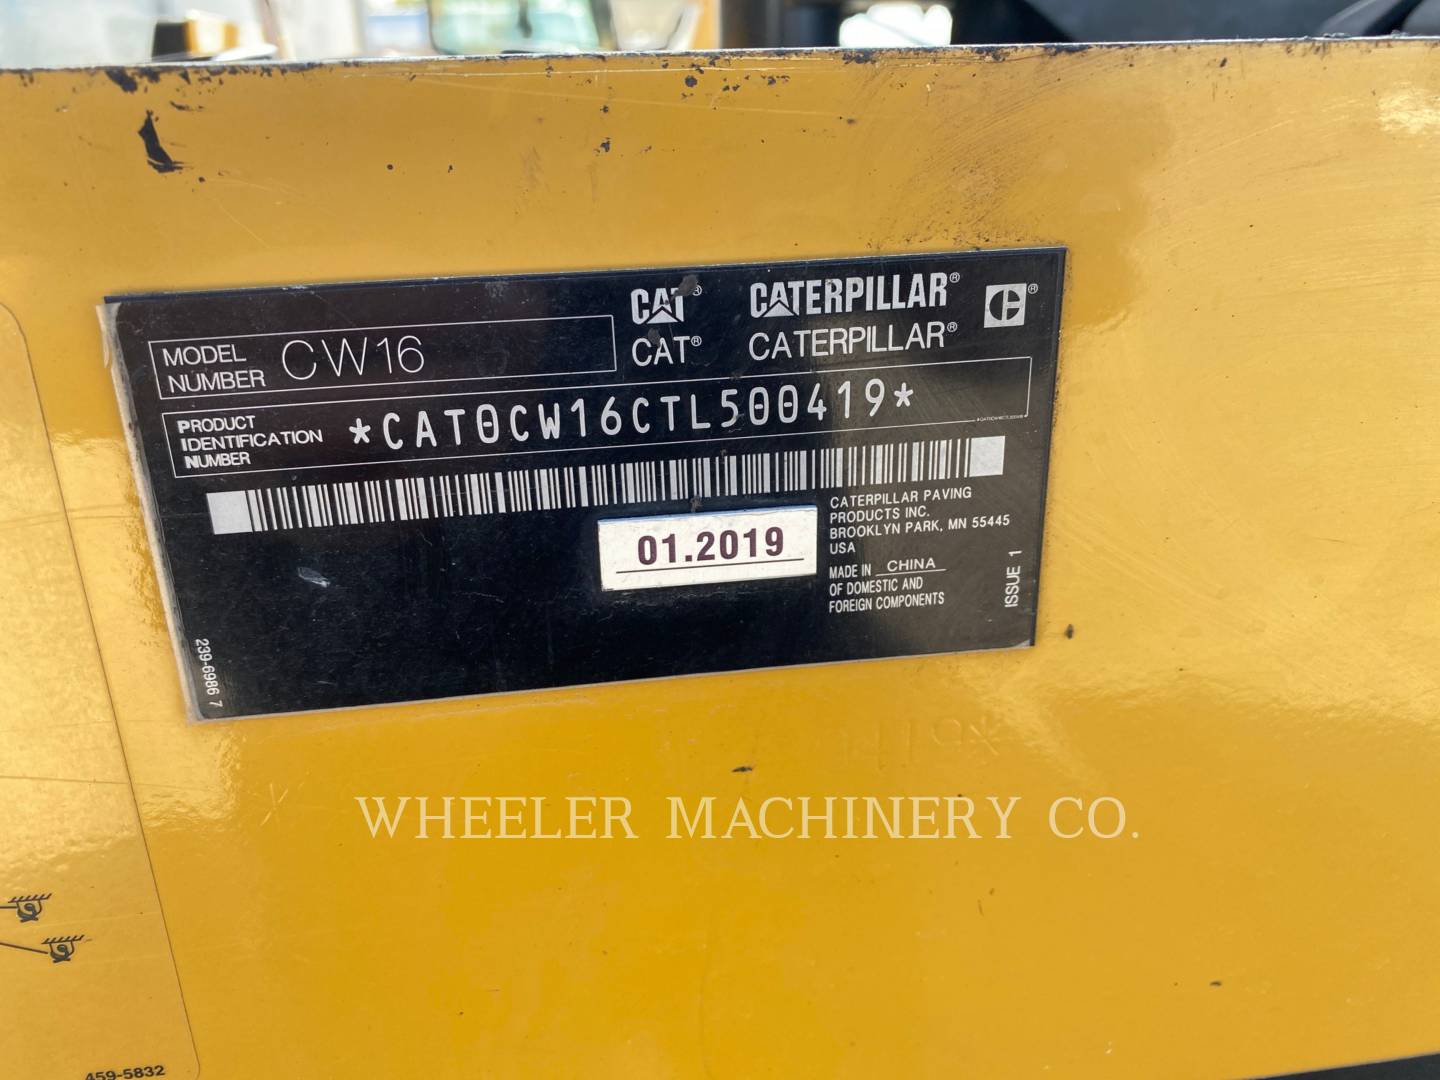 CAT® CATERPILLAR®
CAT® CATERPILLAR®
MODEL NUMBER CW16
PRODUCT IDENTIFICATION NUMBER *CAT0CW16CTL500419*
CATERPILLAR PAVING
PRODUCTS INC.
BROOKLYN PARK, MN 55445
USA
01.2019
MADE IN CHINA
OF DOMESTIC AND
FOREIGN COMPONENTS
ISSUE 1
239-6986 7
WHEELER MACHINERY CO.
459-5832